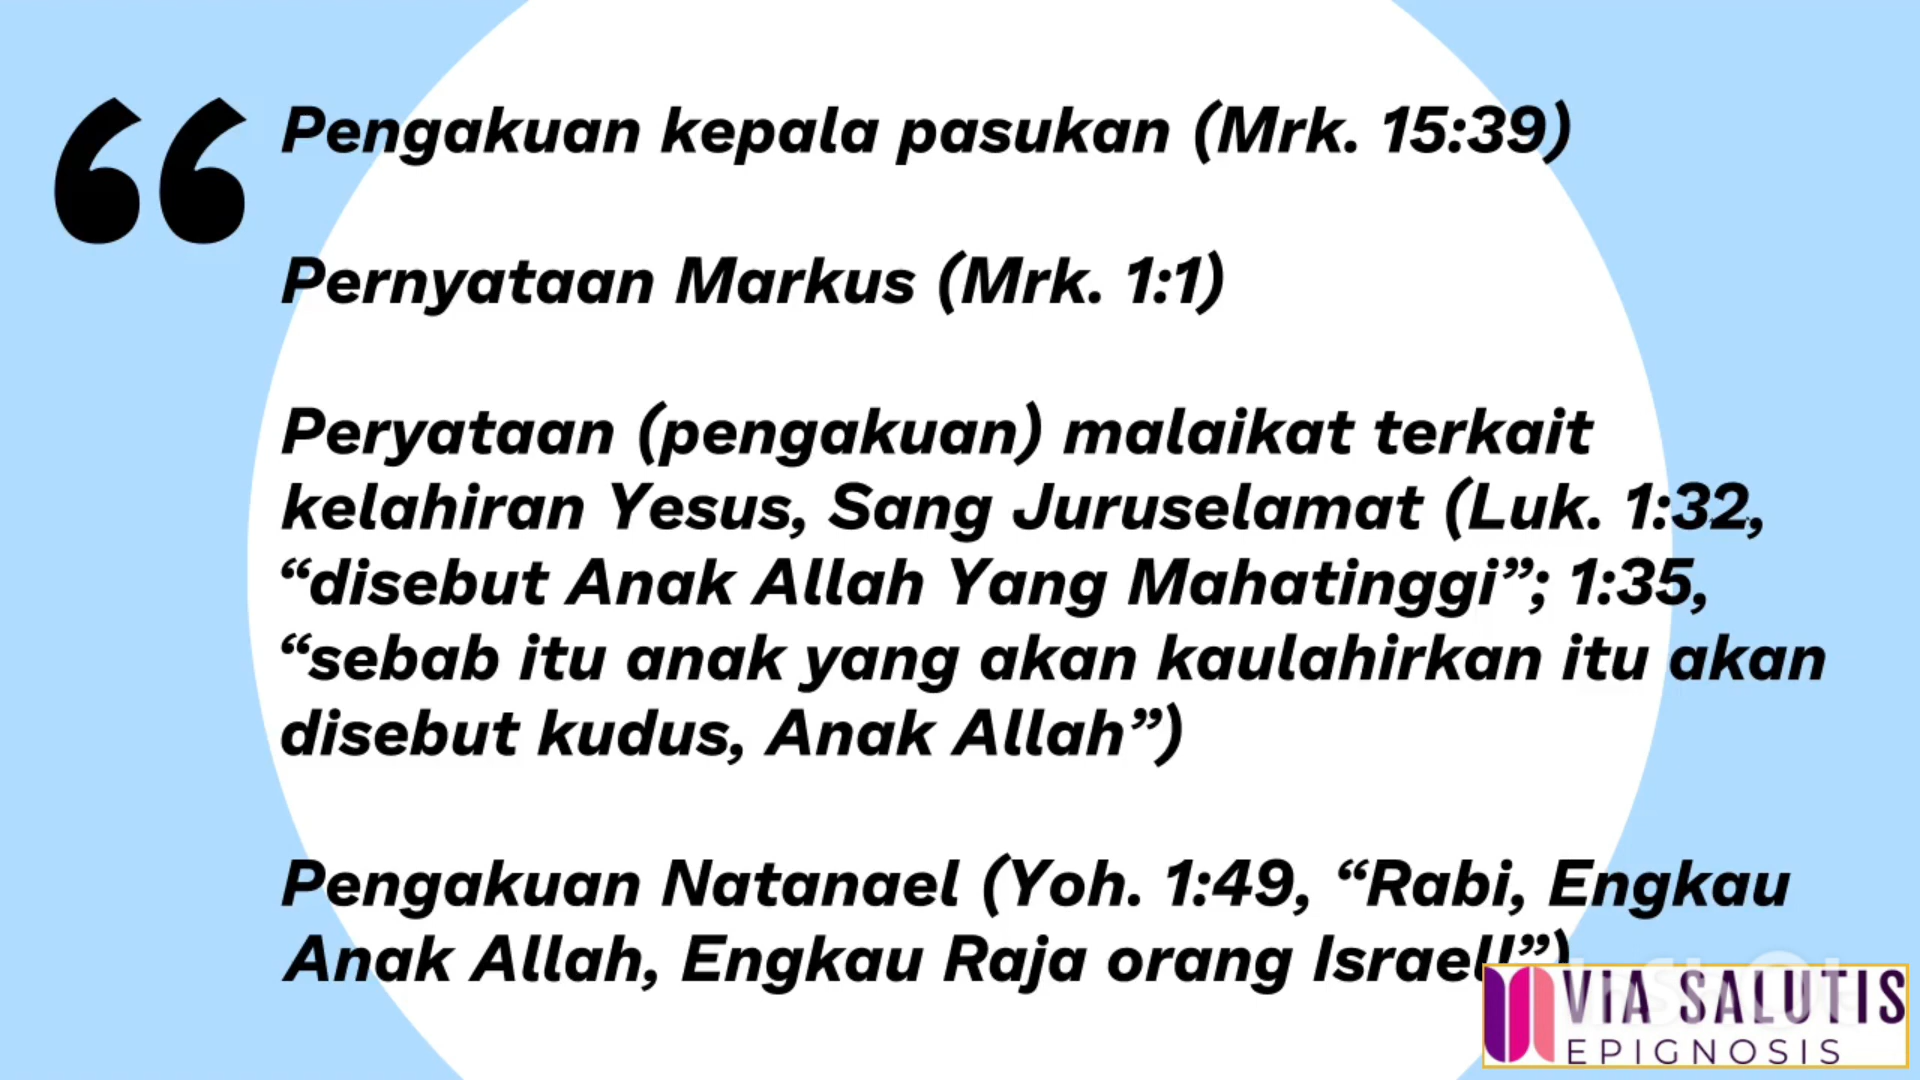 “
Pengakuan kepala pasukan (Mrk. 15:39)
Pernyataan Markus (Mrk. 1:1)
Peryataan (pengakuan) malaikat terkait
kelahiran Yesus, Sang Juruselamat (Luk. 1:32,
“disebut Anak Allah Yang Mahatinggi”; 1:35,
“sebab itu anak yang akan kaulahirkan itu akan
disebut kudus, Anak Allah”)
Pengakuan Natanael (Yoh. 1:49, “Rabi, Engkau
Anak Allah, Engkau Raja orang Israel!”)
VIA SALUTIS
EPIGNOSIS